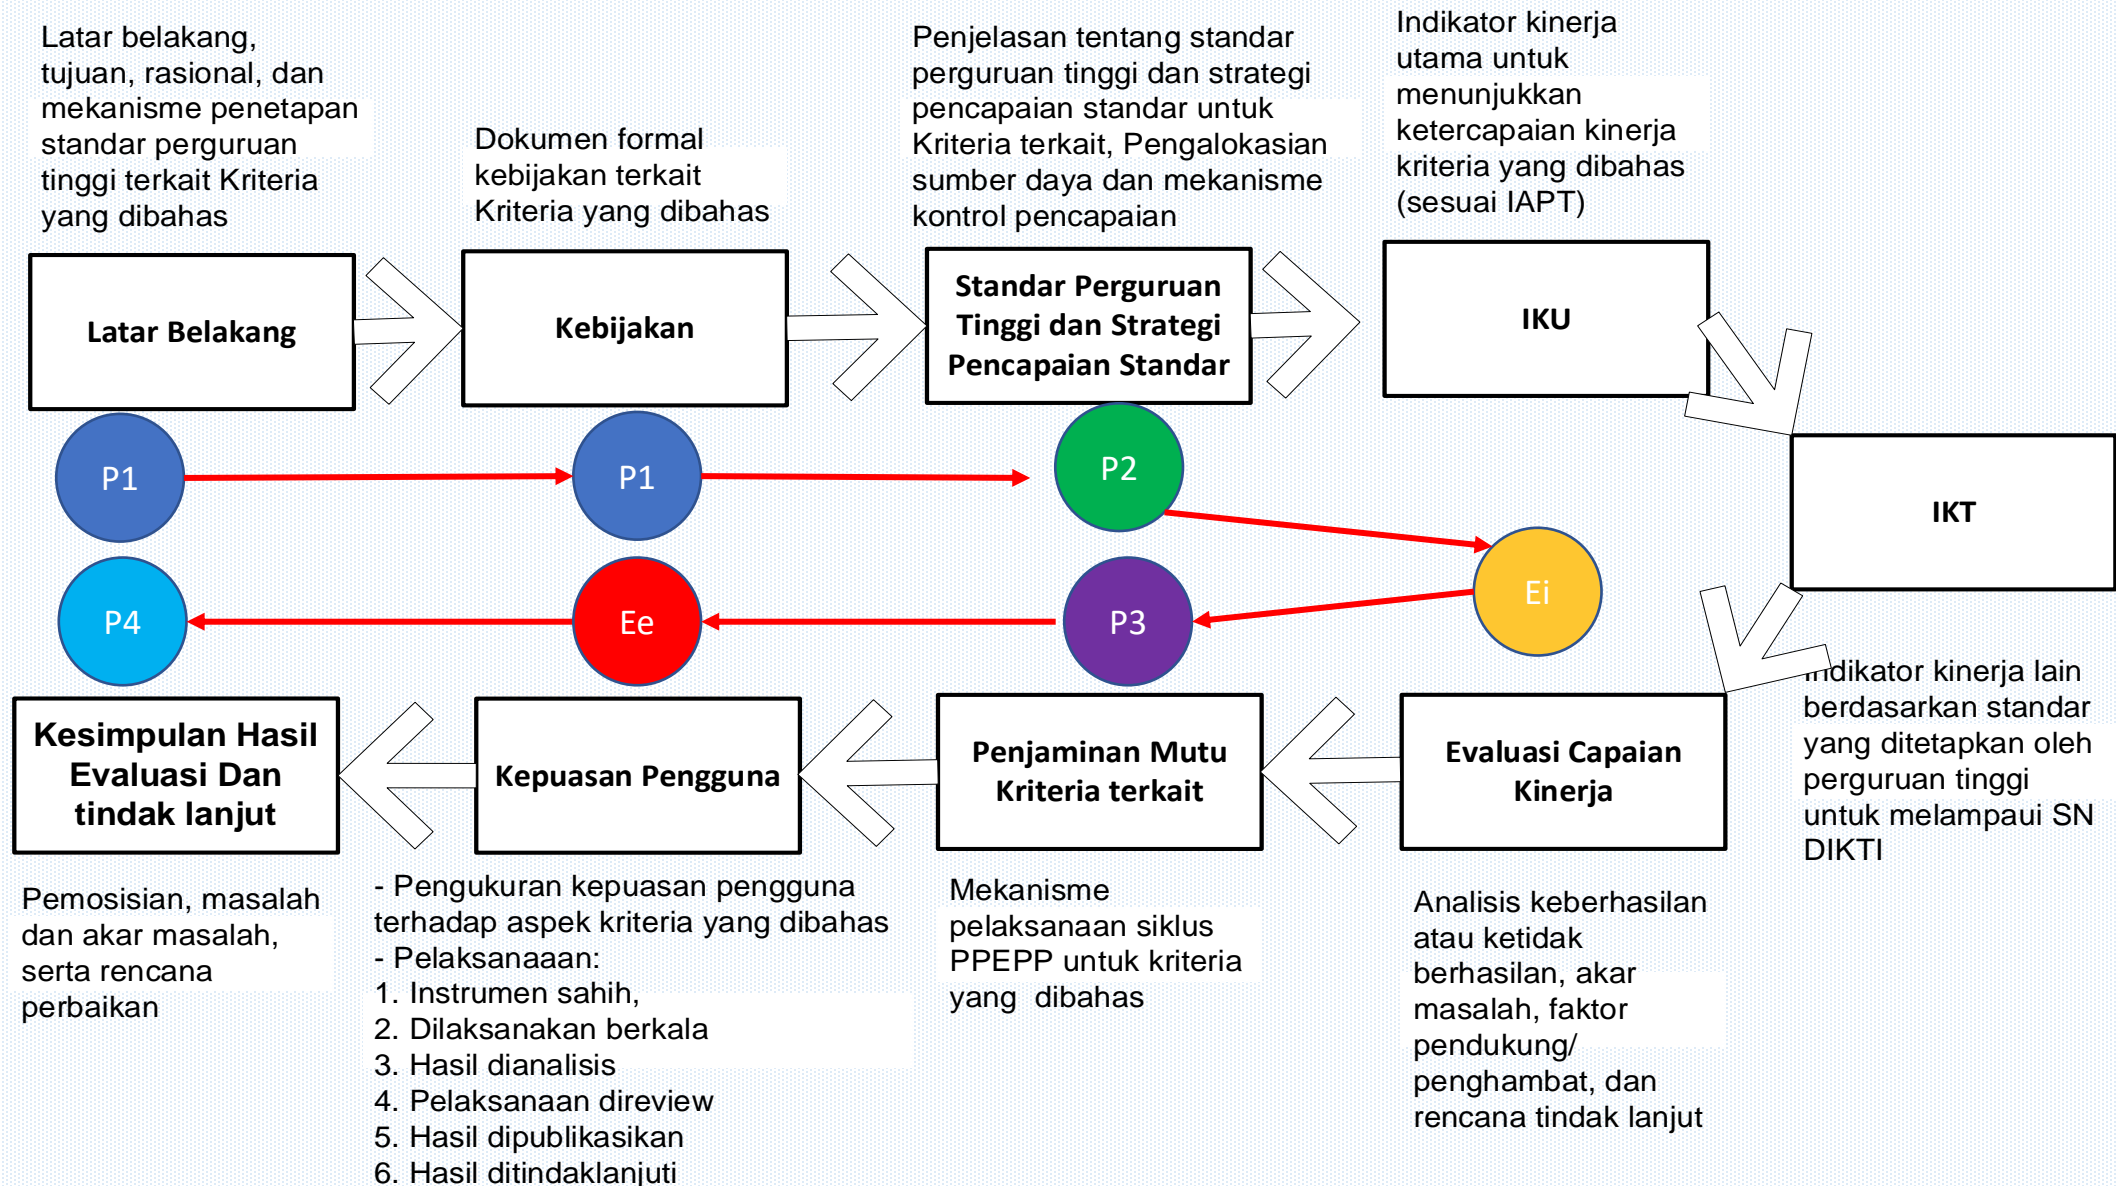 Latar belakang,
tujuan, rasional, dan
mekanisme penetapan
standar perguruan
tinggi terkait Kriteria
yang dibahas
Dokumen formal
kebijakan terkait
Kriteria yang dibahas
Penjelasan tentang standar
perguruan tinggi dan strategi
pencapaian standar untuk
Kriteria terkait, Pengalokasian
sumber daya dan mekanisme
kontrol pencapaian
Indikator kinerja
utama untuk
menunjukkan
ketercapaian kinerja
kriteria yang dibahas
(sesuai IAPT)
Latar Belakang
Kebijakan
Standar Perguruan
Tinggi dan Strategi
Pencapaian Standar
IKU
IKT
P1
P1
P2
Ei
P3
Ee
P4
Kesimpulan Hasil
Evaluasi Dan
tindak lanjut
Kepuasan Pengguna
Penjaminan Mutu
Kriteria terkait
Evaluasi Capaian
Kinerja
Indikator kinerja lain
berdasarkan standar
yang ditetapkan oleh
perguruan tinggi
untuk melampaui SN
DIKTI
Pemosisian, masalah
dan akar masalah,
serta rencana
perbaikan
- Pengukuran kepuasan pengguna
terhadap aspek kriteria yang dibahas
- Pelaksanaaan:
1. Instrumen sahih,
2. Dilaksanakan berkala
3. Hasil dianalisis
4. Pelaksanaan direview
5. Hasil dipublikasikan
6. Hasil ditindaklanjuti
Mekanisme
pelaksanaan siklus
PPEPP untuk kriteria
yang  dibahas
Analisis keberhasilan
atau ketidak
berhasilan, akar
masalah, faktor
pendukung/
penghambat, dan
rencana tindak lanjut